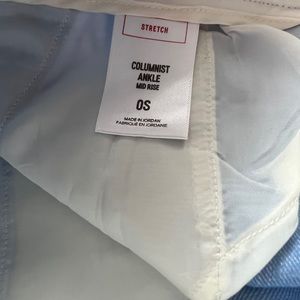 STRETCH
COLUMNIST
ANKLE
MID RISE
0S
MADE IN JORDAN
FABRIQUÉ EN JORDANIE